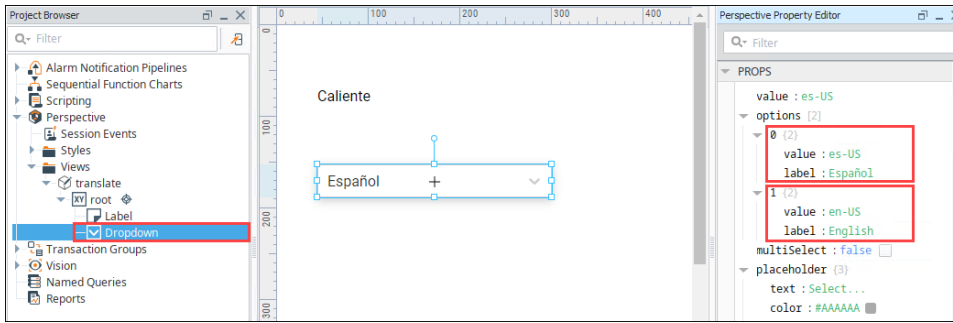 Project Browser
Filter
Alarm Notification Pipelines
Sequential Function Charts
Scripting
Perspective
Session Events
Styles
Views
translate
XY root
Label
Dropdown
Transaction Groups
Vision
Named Queries
Reports
0 100 200 300 400
0
100
200
300
Caliente
Español
Perspective Property Editor
Filter
PROPS
value : es-US
options [2]
0 {2}
value : es-US
label : Español
1 {2}
value : en-US
label : English
multiSelect : false
placeholder {3}
text : Select...
color : #AAAAAA